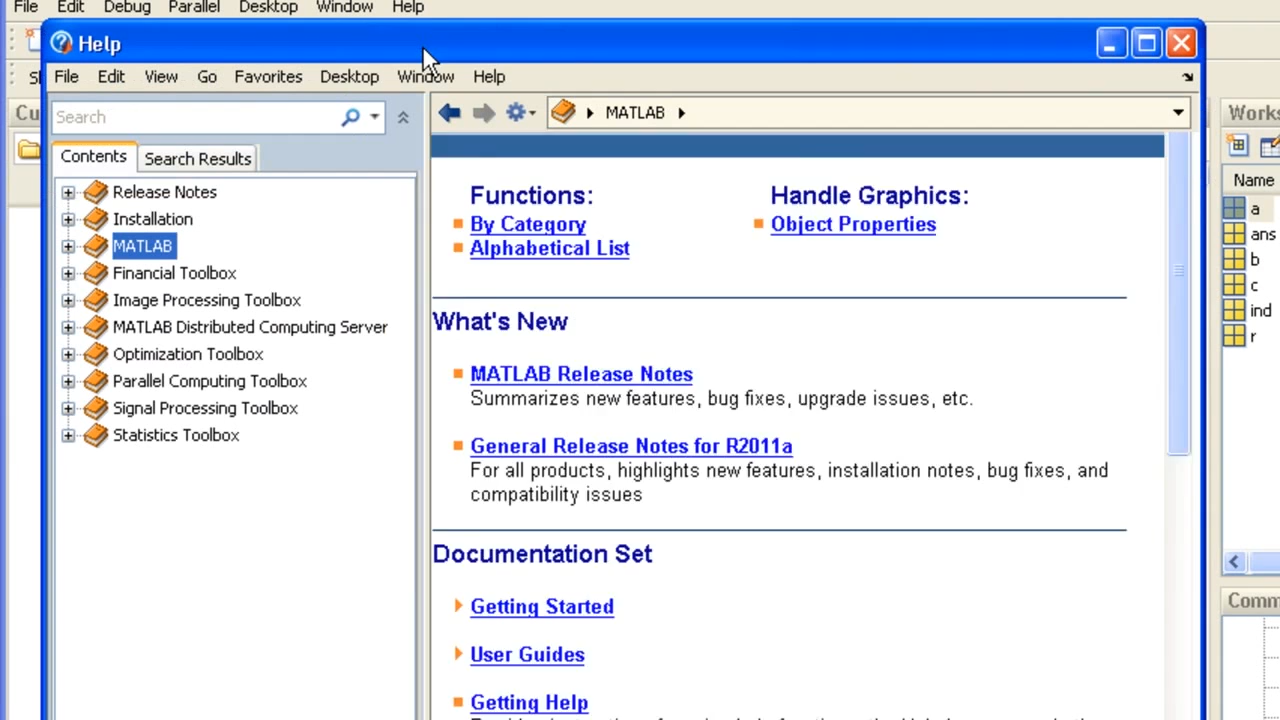 File Edit Debug Parallel Desktop Window Help
Help
File Edit View Go Favorites Desktop Window Help
Search
MATLAB
Contents
Search Results
Release Notes
Installation
MATLAB
Financial Toolbox
Image Processing Toolbox
MATLAB Distributed Computing Server
Optimization Toolbox
Parallel Computing Toolbox
Signal Processing Toolbox
Statistics Toolbox
Functions:
By Category
Alphabetical List
Handle Graphics:
Object Properties
What's New
MATLAB Release Notes
Summarizes new features, bug fixes, upgrade issues, etc.
General Release Notes for R2011a
For all products, highlights new features, installation notes, bug fixes, and
compatibility issues
Documentation Set
Getting Started
User Guides
Getting Help
Name
a
ans
b
c
ind
r